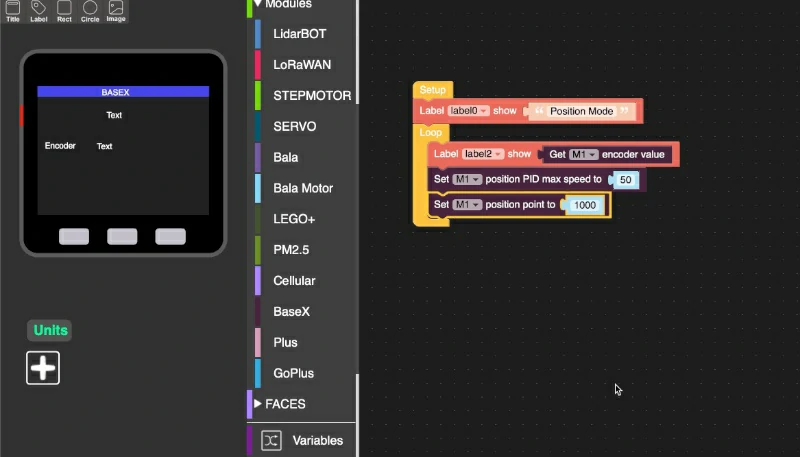 Title Label Rect Circle Image
BASEX
Text
Encoder Text
Units
Modules
LidarBOT
LoRaWAN
STEPMOTOR
SERVO
Bala
Bala Motor
LEGO+
PM2.5
Cellular
BaseX
Plus
GoPlus
FACES
Variables
Setup
Label label0 show “ Position Mode ”
Loop
Label label2 show Get M1 encoder value
Set M1 position PID max speed to 50
Set M1 position point to 1000